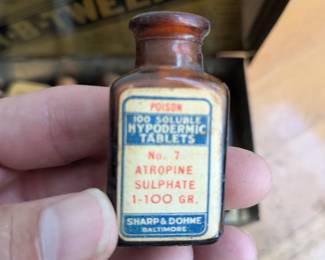 POISON
100 SOLUBLE
HYPODERMIC
TABLETS
No. 7
ATROPINE
SULPHATE
1-100 GR.
SHARP & DOHME
BALTIMORE